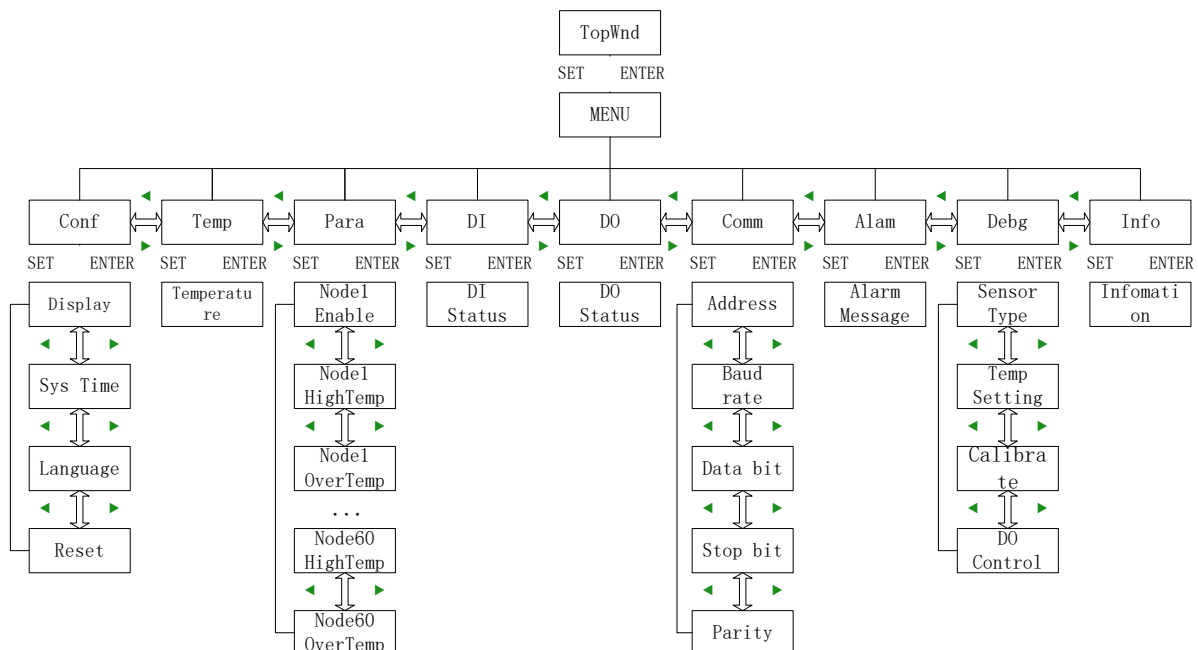 TopWnd
SET ENTER
MENU
Conf Temp Para DI DO Comm Alam Debg Info
SET ENTER SET ENTER SET ENTER SET ENTER SET ENTER SET ENTER SET ENTER SET ENTER SET ENTER
Display
Temperatu
re
Node1
Enable
DI
Status
DO
Status
Address
Alarm
Message
Sensor
Type
Infomati
on
Sys Time
Node1
HighTemp
Baud
rate
Temp
Setting
Language
Node1
OverTemp
Data bit
Calibra
te
...
Reset
Node60
HighTemp
Stop bit
DO
Control
Node60
OverTemp
Parity